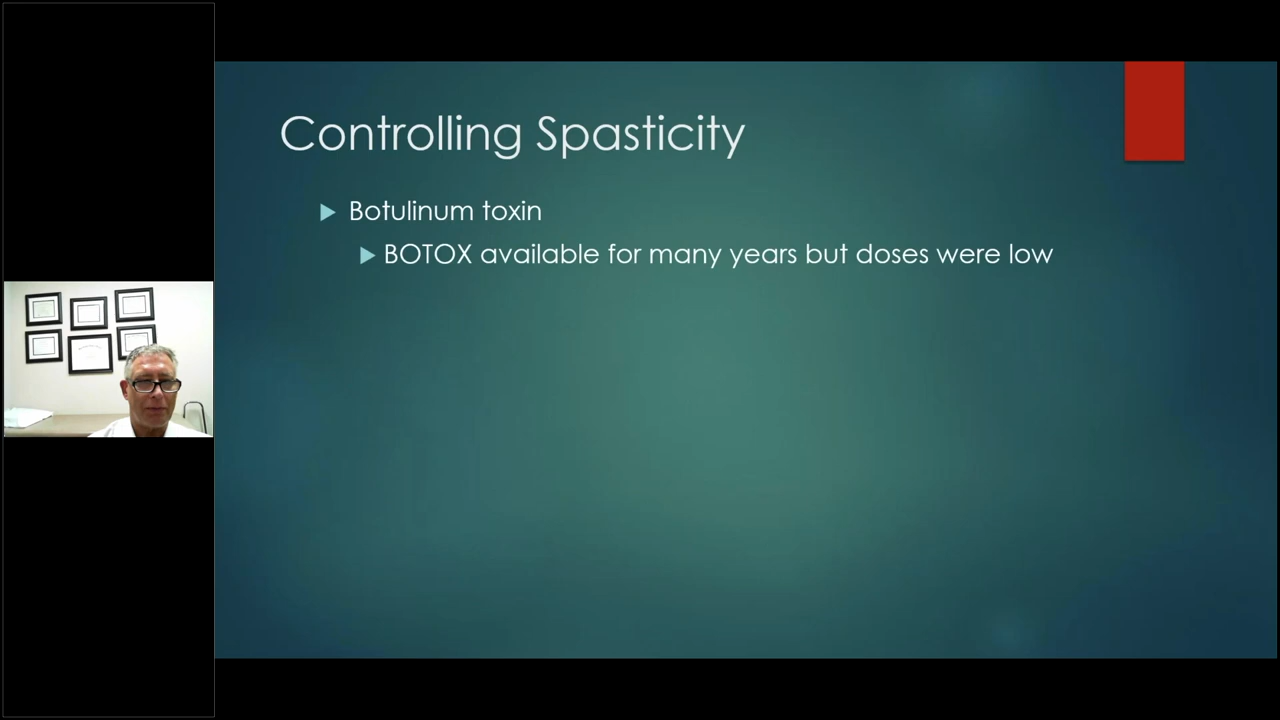 Controlling Spasticity
Botulinum toxin
BOTOX available for many years but doses were low